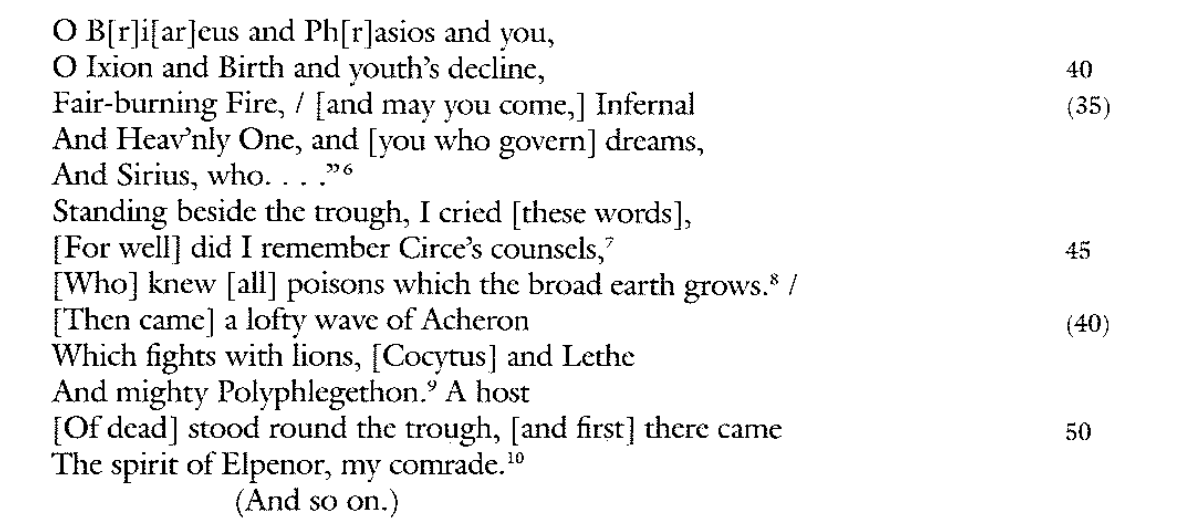 O B[r]i[ar]eus and Ph[r]asios and you,
O Ixion and Birth and youth's decline, 40
Fair-burning Fire, / [and may you come,] Infernal (35)
And Heav'nly One, and [you who govern] dreams,
And Sirius, who. . . ."⁶
Standing beside the trough, I cried [these words],
[For well] did I remember Circe's counsels,⁷ 45
[Who] knew [all] poisons which the broad earth grows.⁸ /
[Then came] a lofty wave of Acheron (40)
Which fights with lions, [Cocytus] and Lethe
And mighty Polyphlegethon.⁹ A host
[Of dead] stood round the trough, [and first] there came 50
The spirit of Elpenor, my comrade.¹⁰
(And so on.)